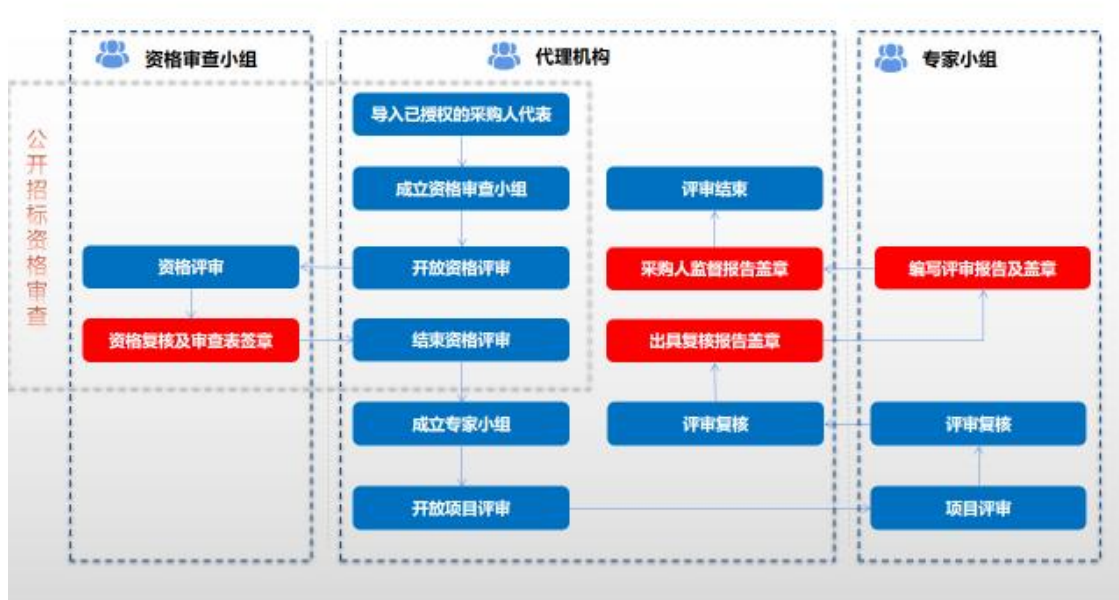 资格审查小组
代理机构
专家小组
公开招标资格审查
导入已授权的采购人代表
成立资格审查小组
评审结束
资格评审
开放资格评审
采购人监督报告盖章
编写评审报告及盖章
资格复核及审查表签章
结束资格评审
出具复核报告盖章
成立专家小组
评审复核
评审复核
开放项目评审
项目评审